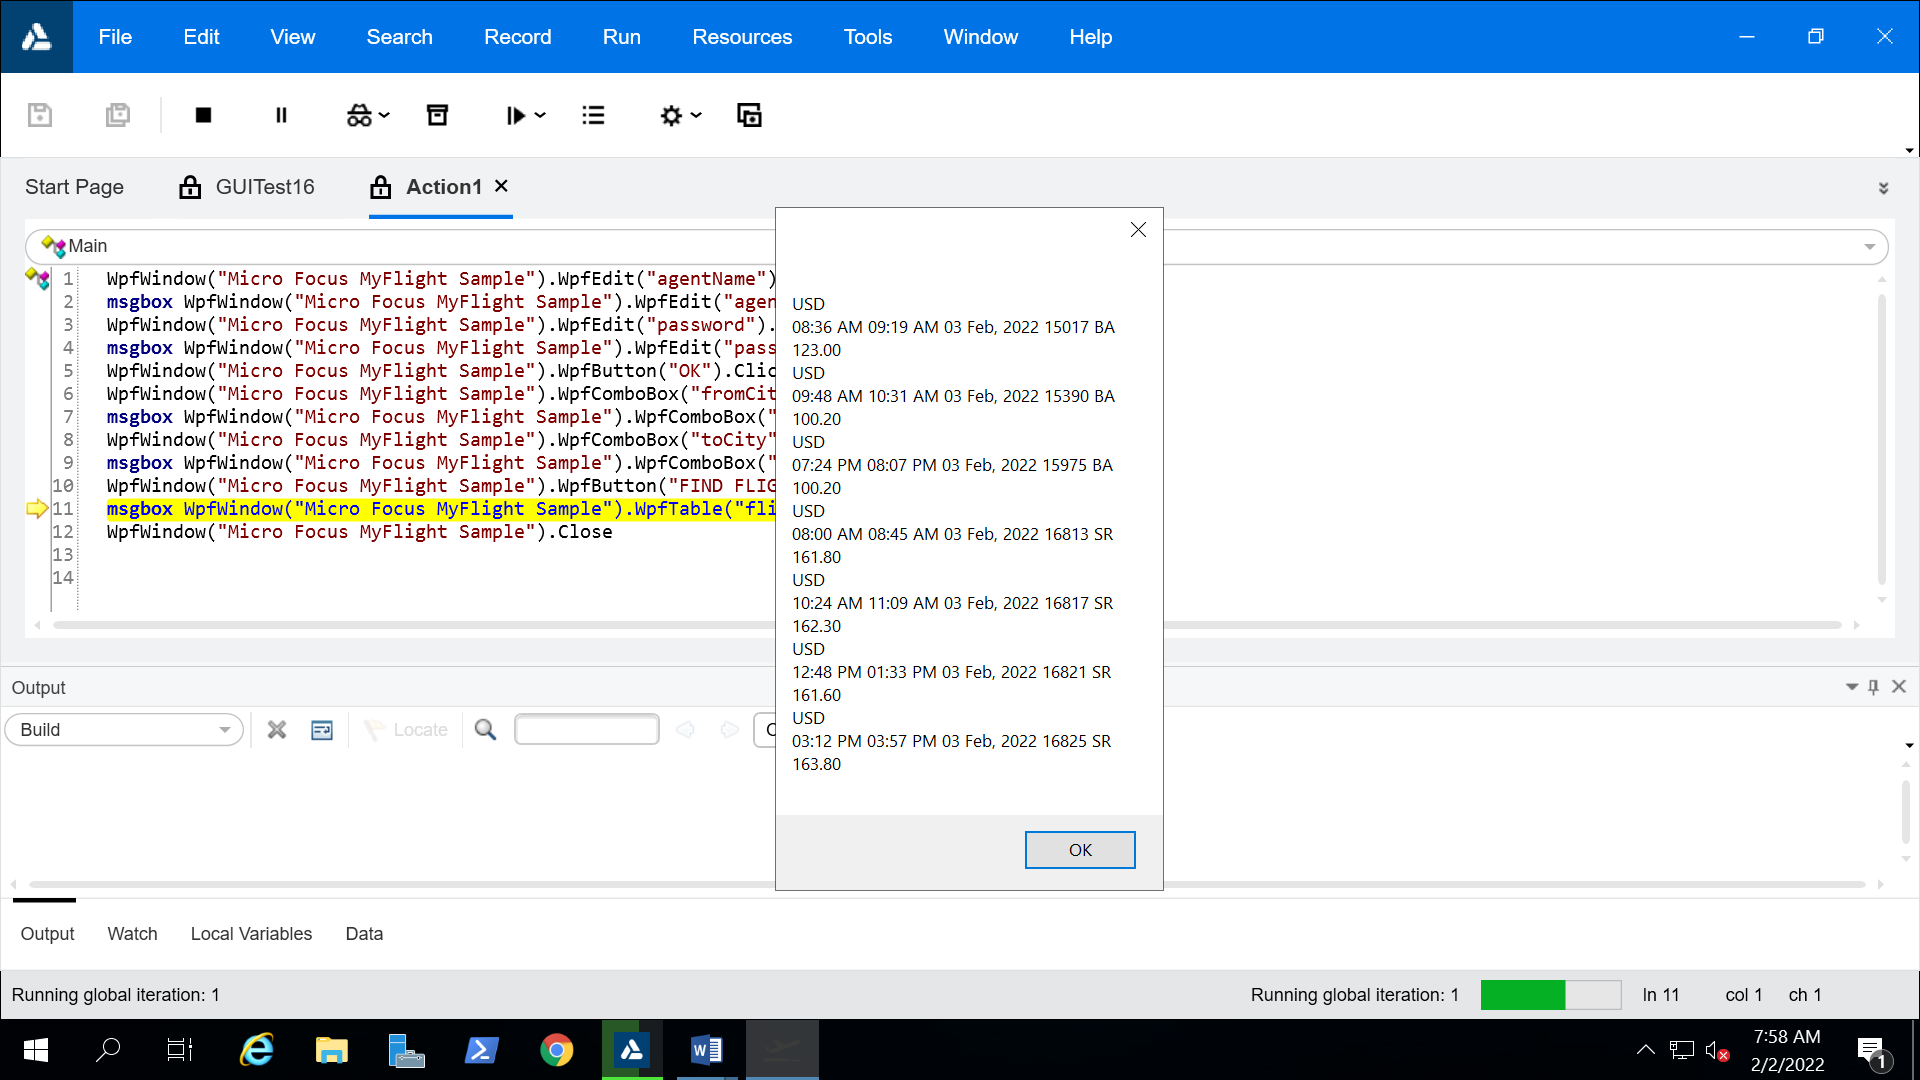 File Edit View Search Record Run Resources Tools Window Help
Start Page GUITest16 Action1
Main
1 WpfWindow("Micro Focus MyFlight Sample").WpfEdit("agentName")
2 msgbox WpfWindow("Micro Focus MyFlight Sample").WpfEdit("agen
3 WpfWindow("Micro Focus MyFlight Sample").WpfEdit("password").
4 msgbox WpfWindow("Micro Focus MyFlight Sample").WpfEdit("pass
5 WpfWindow("Micro Focus MyFlight Sample").WpfButton("OK").Clic
6 WpfWindow("Micro Focus MyFlight Sample").WpfComboBox("fromCit
7 msgbox WpfWindow("Micro Focus MyFlight Sample").WpfComboBox("
8 WpfWindow("Micro Focus MyFlight Sample").WpfComboBox("toCity"
9 msgbox WpfWindow("Micro Focus MyFlight Sample").WpfComboBox("
10 WpfWindow("Micro Focus MyFlight Sample").WpfButton("FIND FLIG
11 msgbox WpfWindow("Micro Focus MyFlight Sample").WpfTable("fli
12 WpfWindow("Micro Focus MyFlight Sample").Close
13
14
USD
08:36 AM 09:19 AM 03 Feb, 2022 15017 BA
123.00
USD
09:48 AM 10:31 AM 03 Feb, 2022 15390 BA
100.20
USD
07:24 PM 08:07 PM 03 Feb, 2022 15975 BA
100.20
USD
08:00 AM 08:45 AM 03 Feb, 2022 16813 SR
161.80
USD
10:24 AM 11:09 AM 03 Feb, 2022 16817 SR
162.30
USD
12:48 PM 01:33 PM 03 Feb, 2022 16821 SR
161.60
USD
03:12 PM 03:57 PM 03 Feb, 2022 16825 SR
163.80
OK
Output
Build Locate
Output Watch Local Variables Data
Running global iteration: 1 Running global iteration: 1 ln 11 col 1 ch 1
7:58 AM
2/2/2022
1